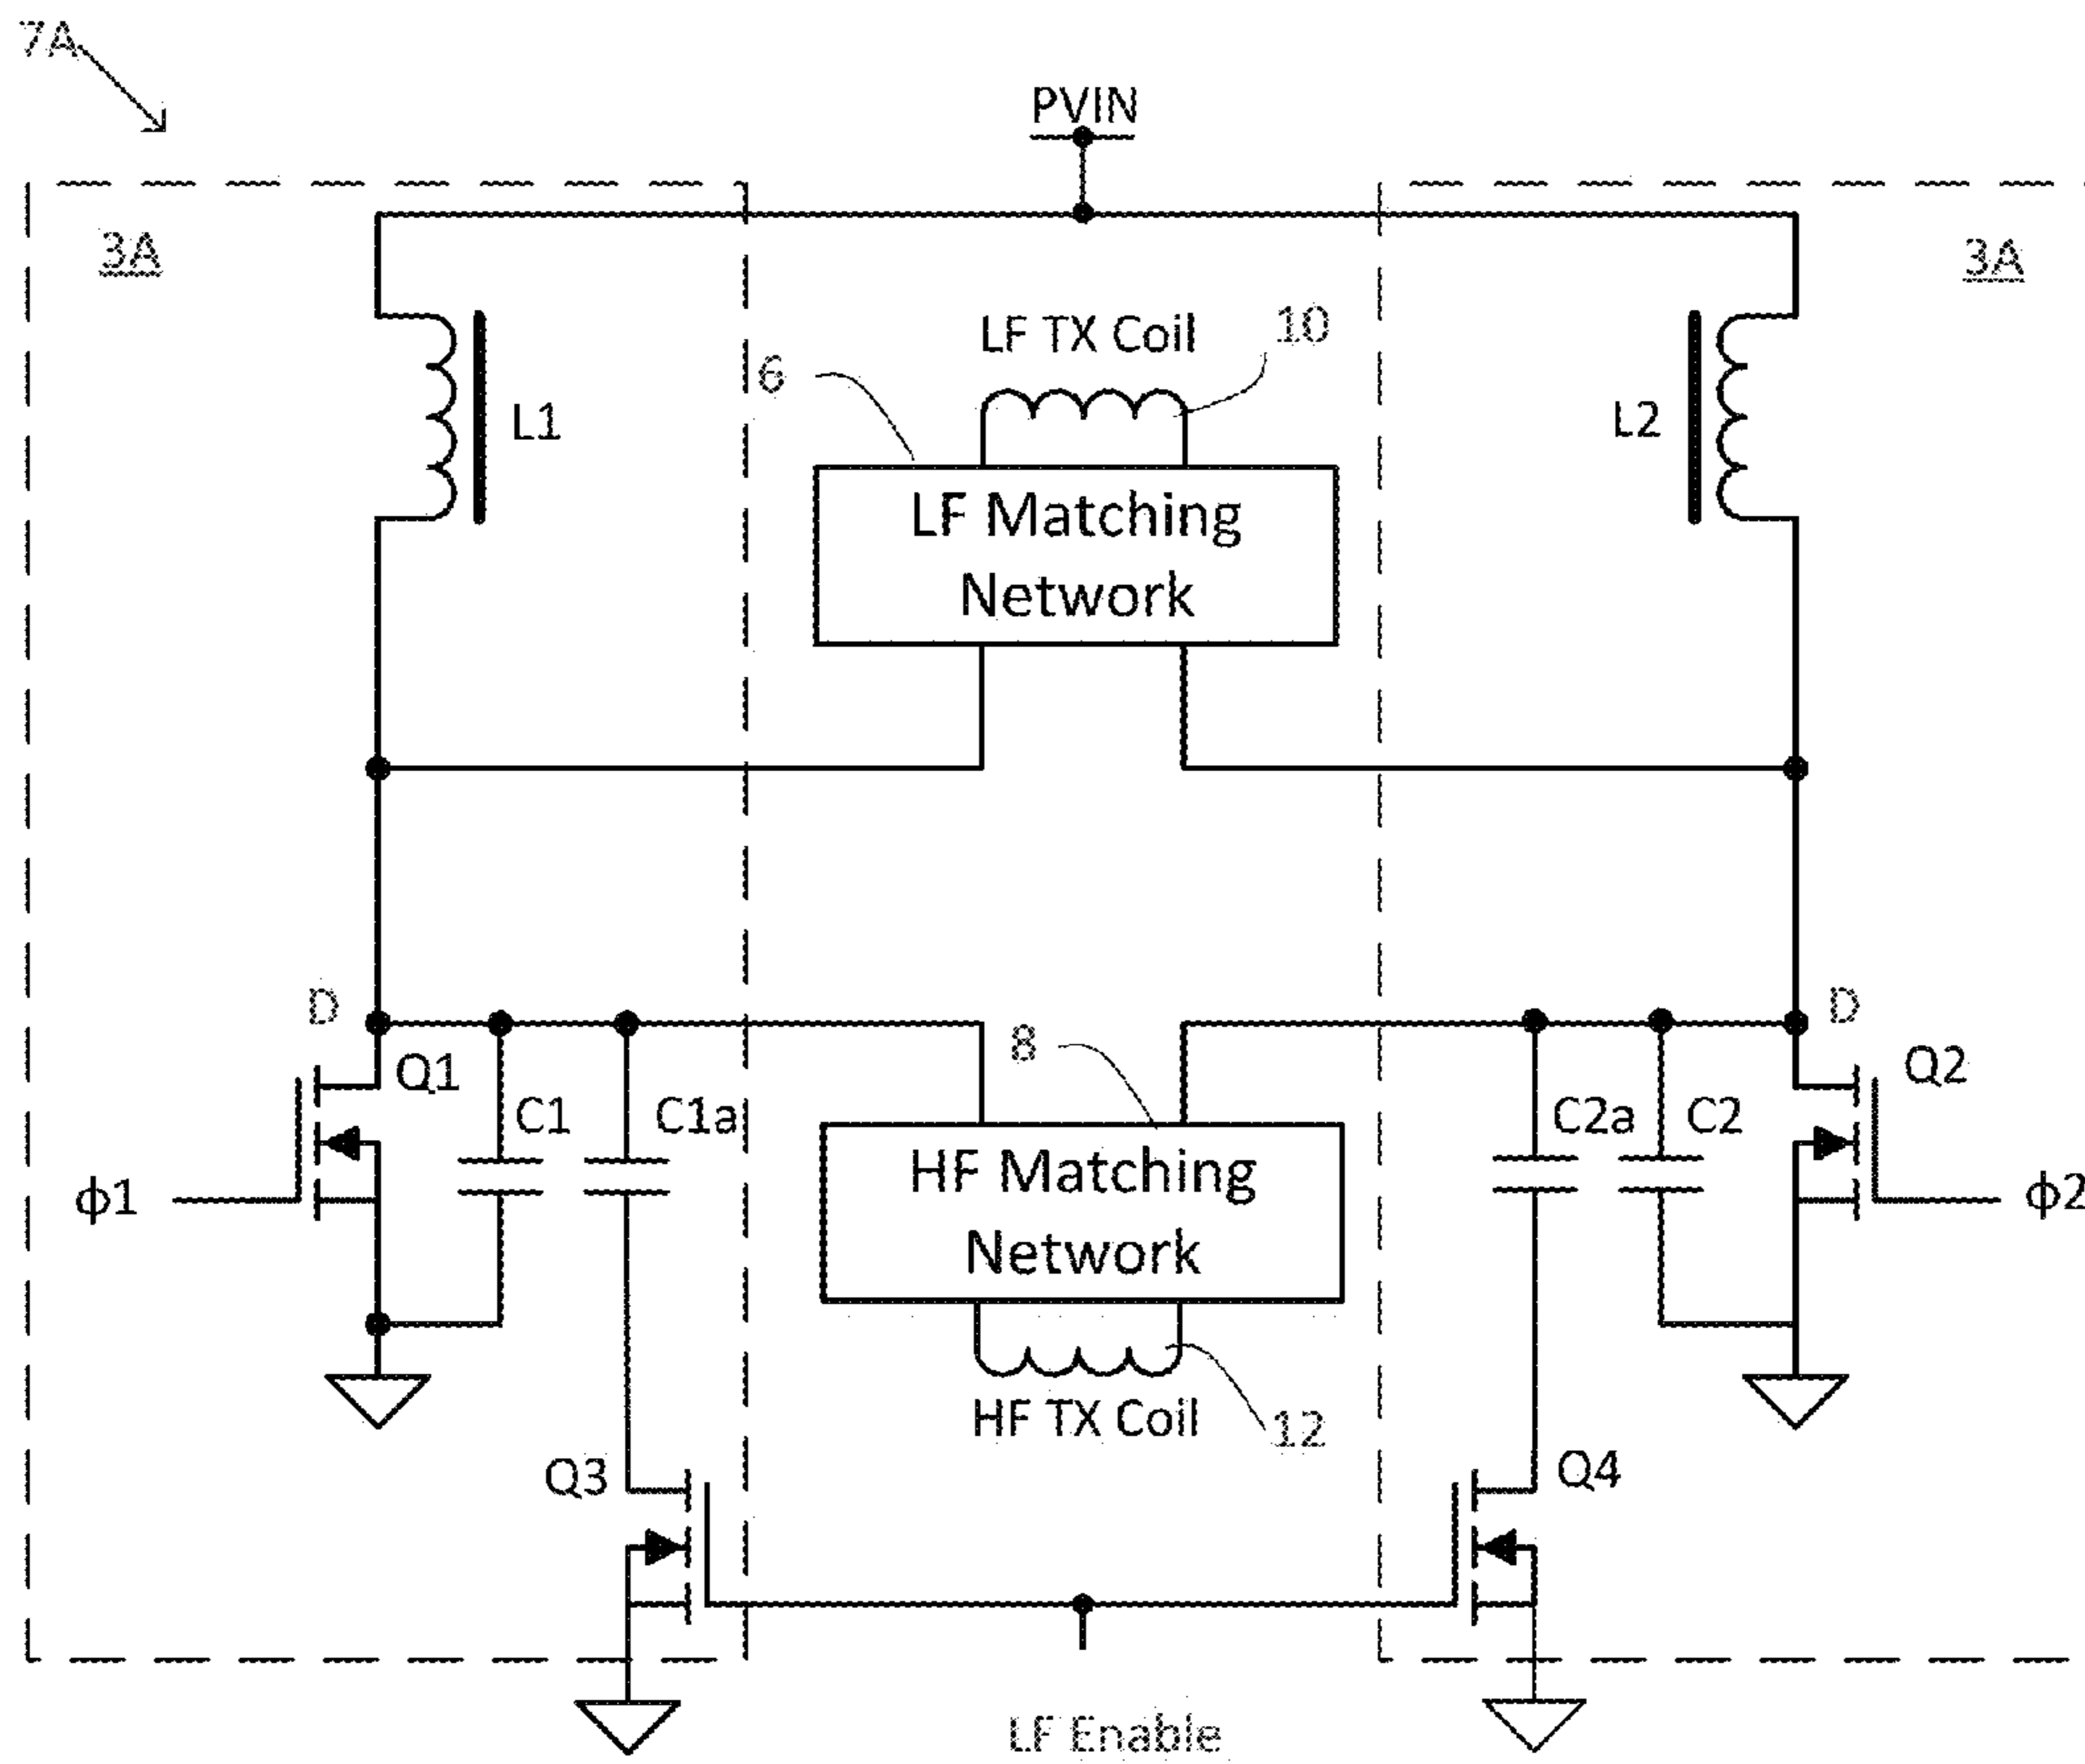 7A
PVIN
3A
3A
LF TX Coil
10
6
L1
L2
LF Matching
Network
D
D
8
Q1
Q2
C1
C1a
C2a
C2
HF Matching
Network
ϕ1
ϕ2
HF TX Coil
12
Q3
Q4
LF Enable